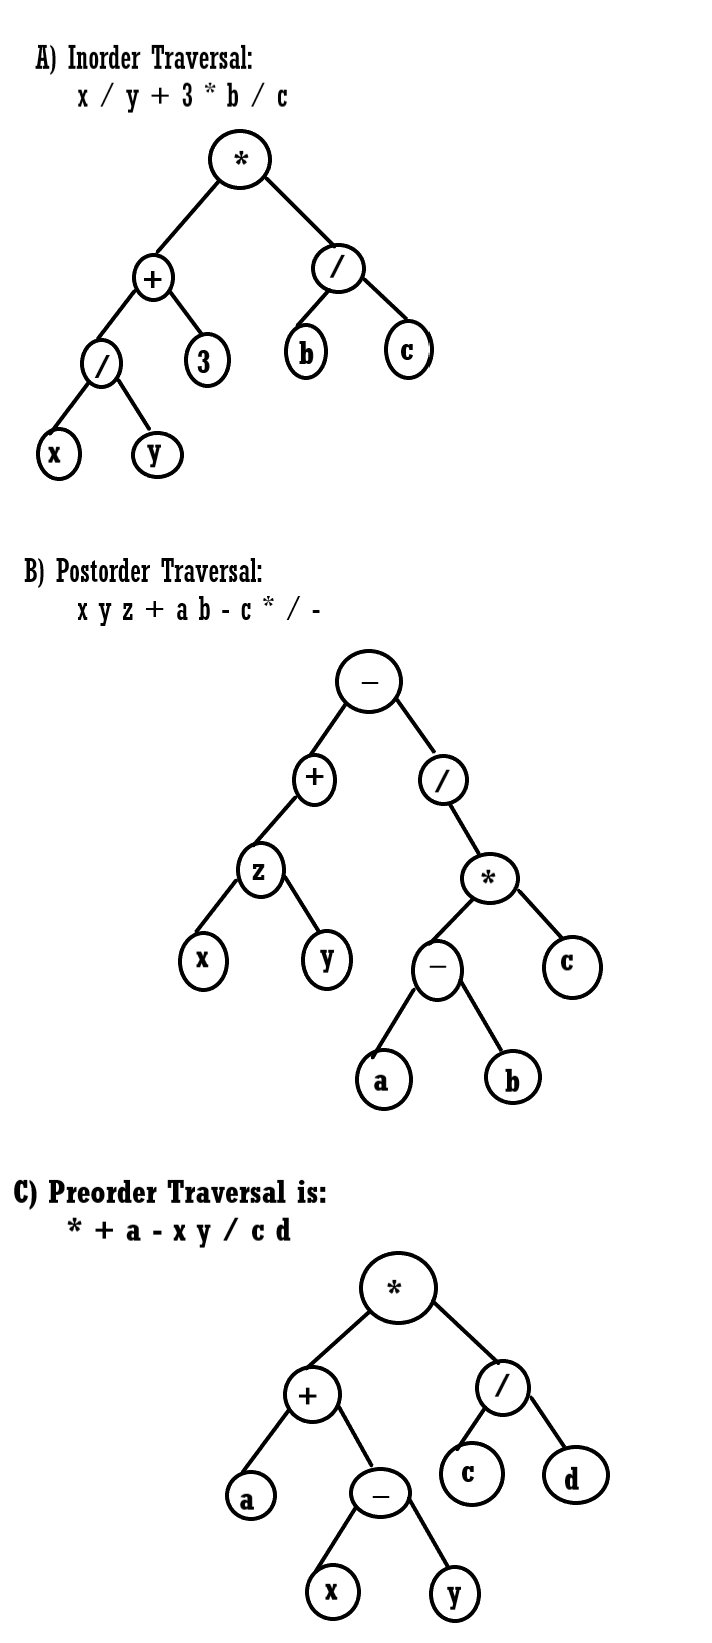 A) Inorder Traversal:
x / y + 3 * b / c
*
+ /
/ 3 b c
x y
B) Postorder Traversal:
x y z + a b - c * / -
–
+ /
z *
x y – c
a b
C) Preorder Traversal is:
* + a - x y / c d
*
+ /
a – c d
x y